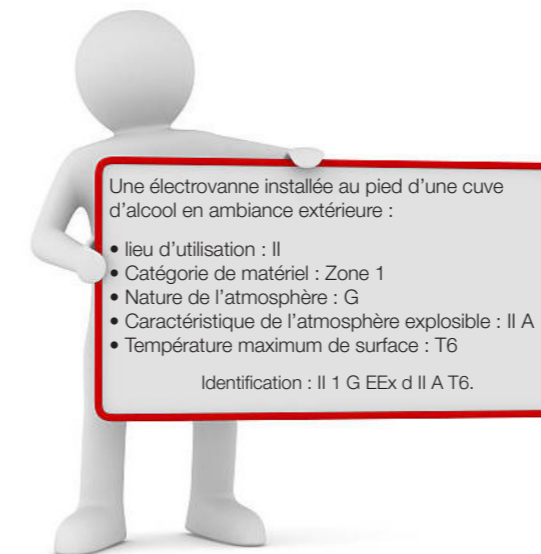 Une électrovanne installée au pied d'une cuve
d'alcool en ambiance extérieure :
• lieu d'utilisation : II
• Catégorie de matériel : Zone 1
• Nature de l'atmosphère : G
• Caractéristique de l'atmosphère explosible : II A
• Température maximum de surface : T6
Identification : II 1 G EEx d II A T6.